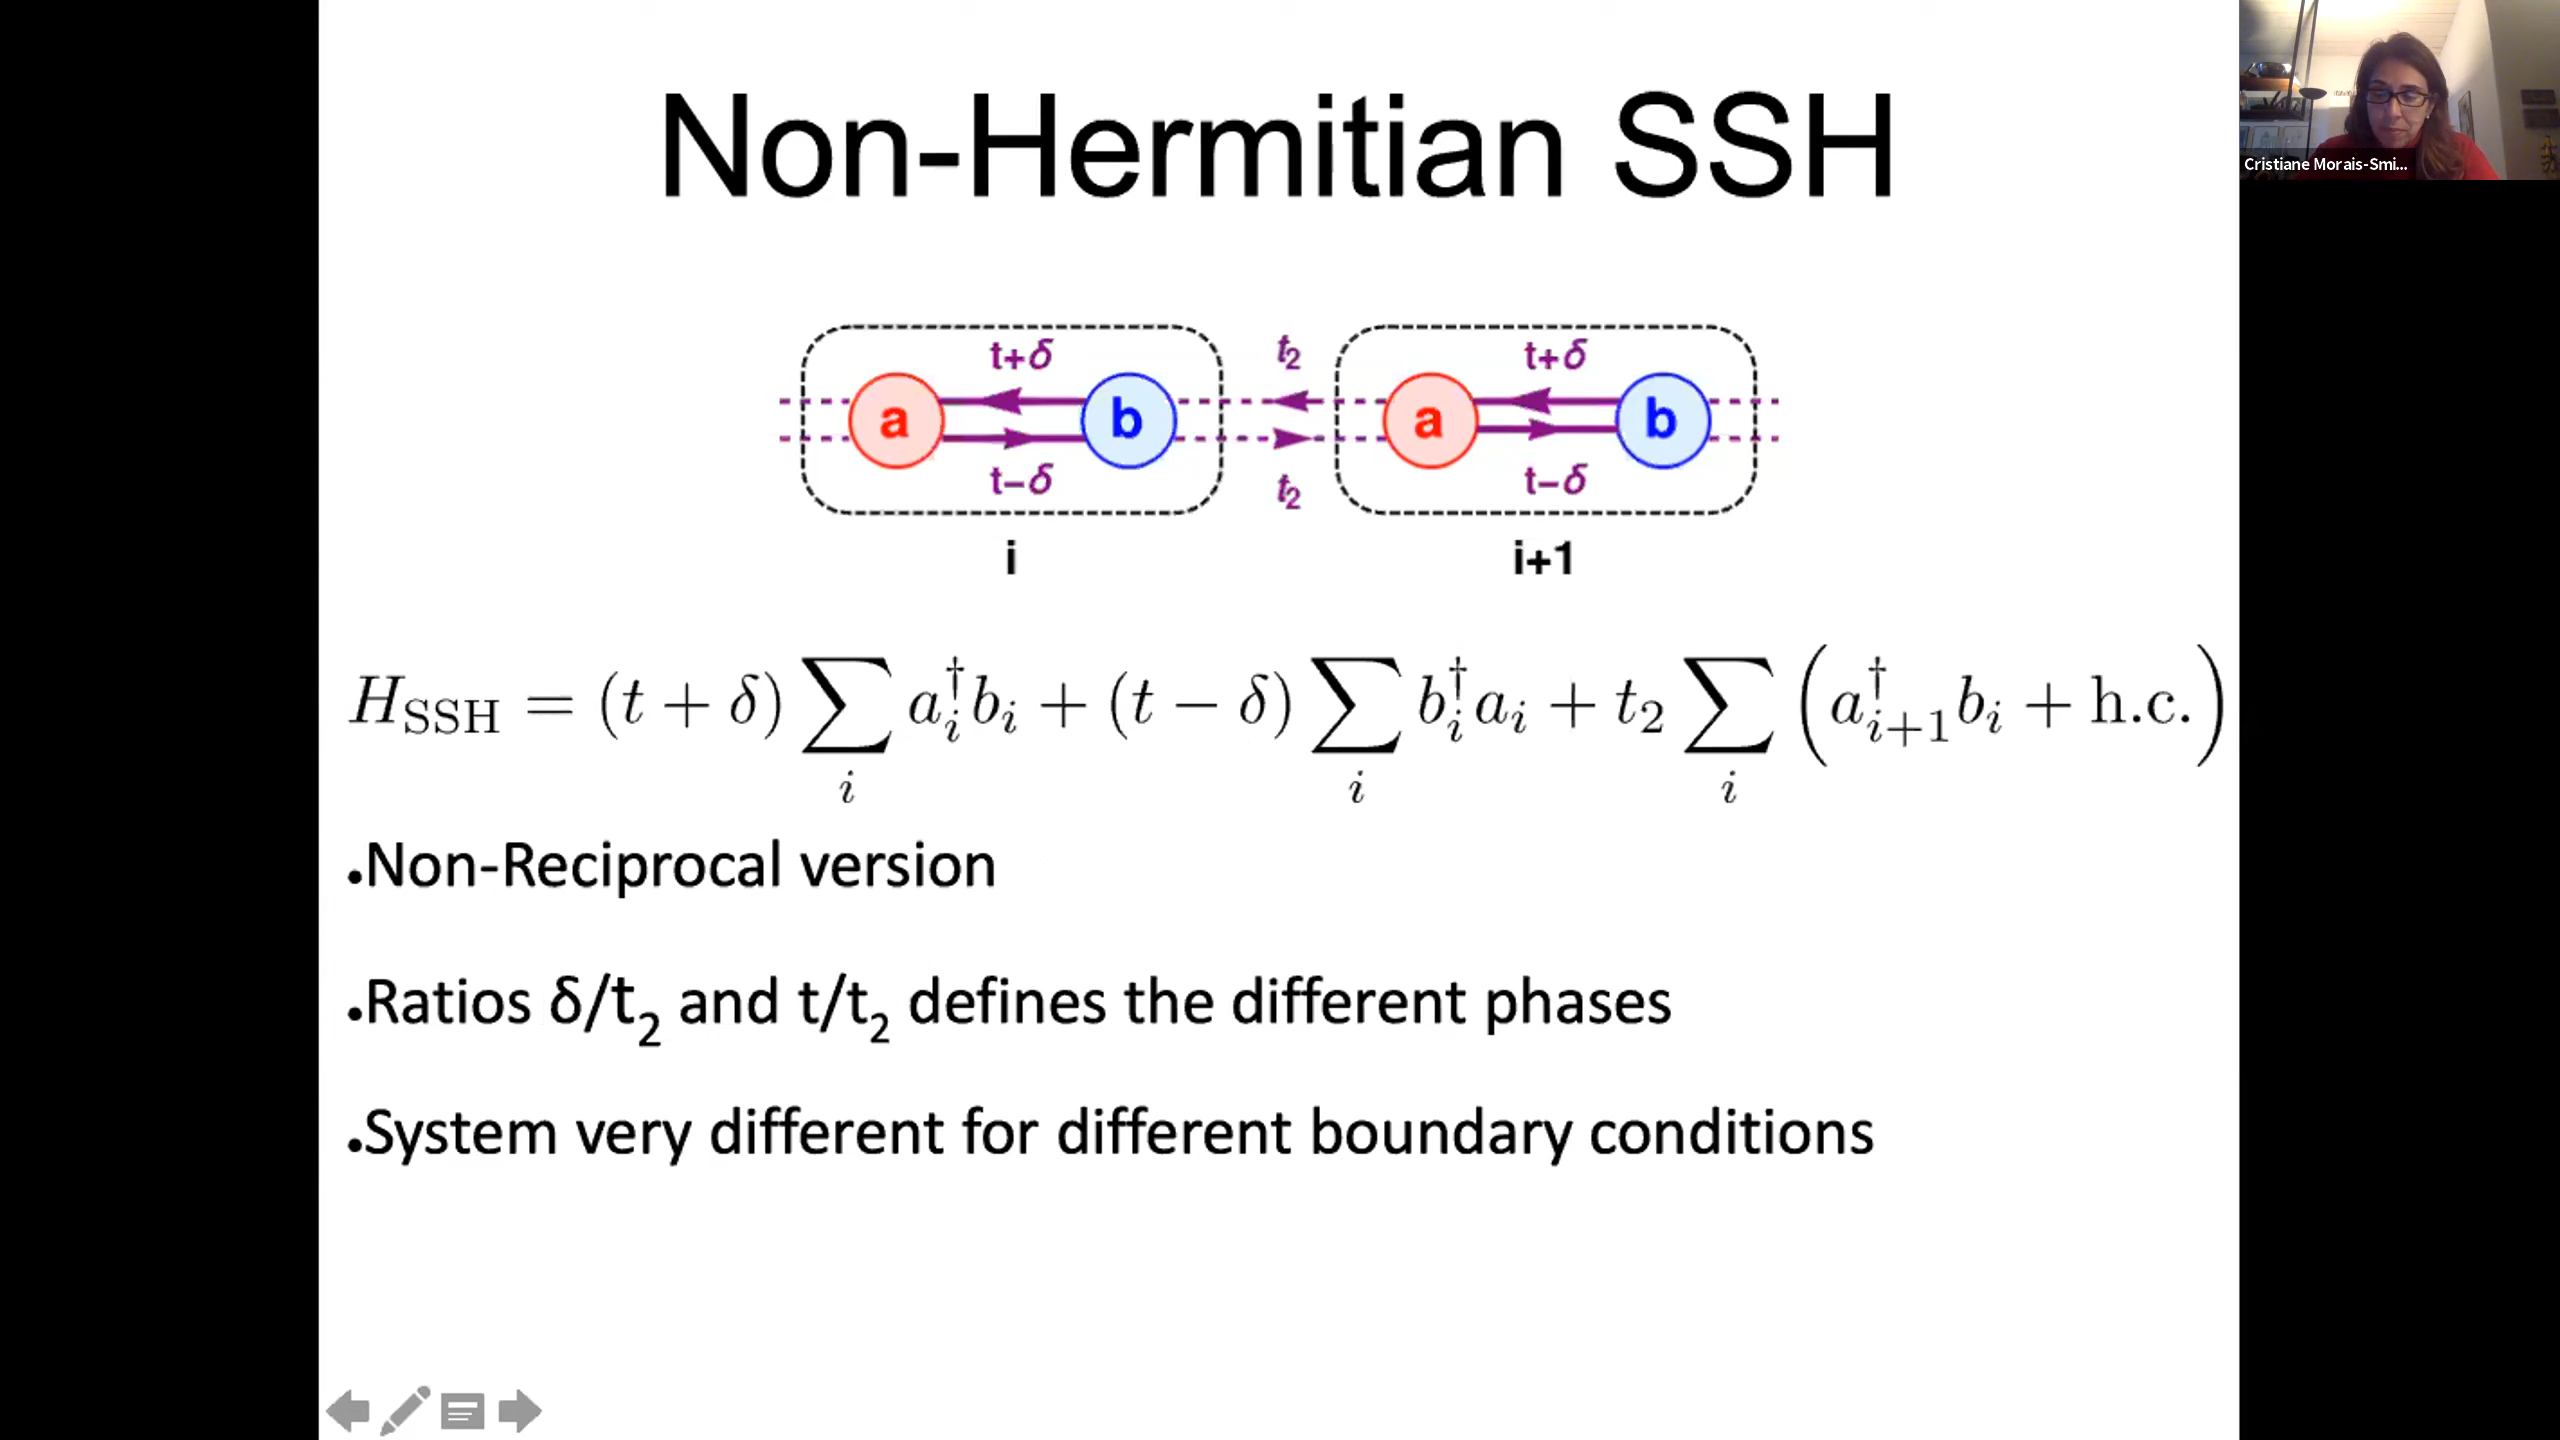 Non-Hermitian SSH
Cristiane Morais-Smi...
t+δ t₂ t+δ
a b a b
t−δ t₂ t−δ
i i+1
H_SSH = (t + δ) ∑_i a_i^† b_i + (t − δ) ∑_i b_i^† a_i + t₂ ∑_i (a_{i+1}^† b_i + h.c.)
•Non-Reciprocal version
•Ratios δ/t₂ and t/t₂ defines the different phases
•System very different for different boundary conditions